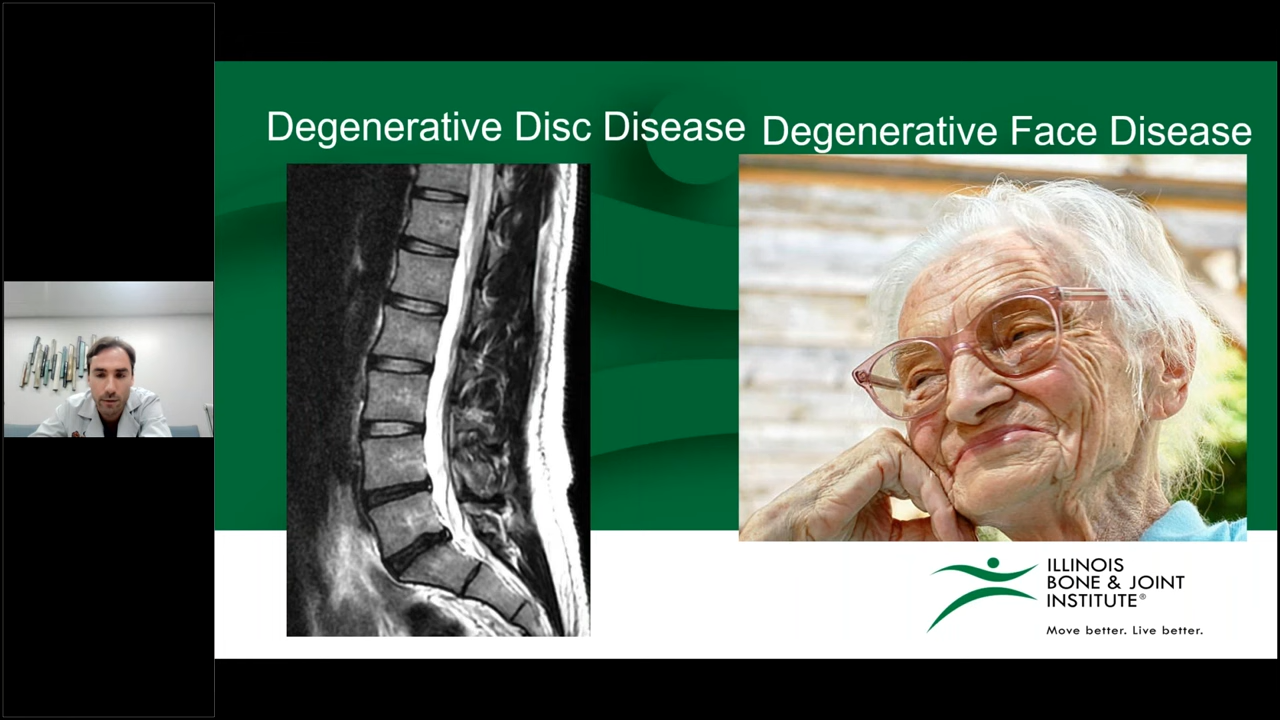 Degenerative Disc Disease
Degenerative Face Disease
ILLINOIS
BONE & JOINT
INSTITUTE®
Move better. Live better.